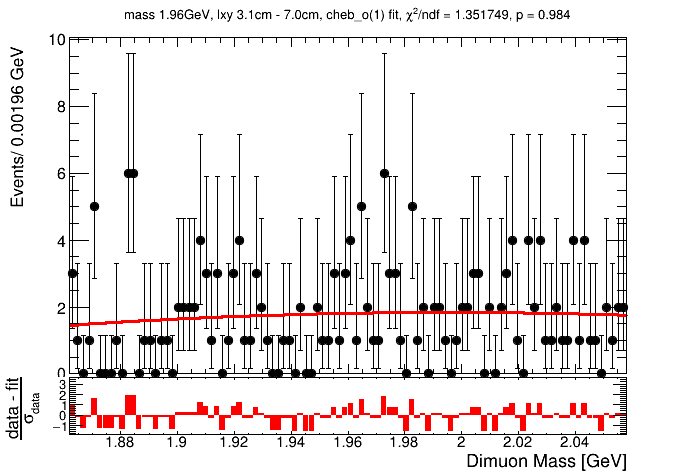 mass 1.96GeV, lxy 3.1cm - 7.0cm, cheb_o(1) fit, χ²/ndf = 1.351749, p = 0.984
Events/ 0.00196 GeV
10
8
6
4
2
0
data - fit
σdata
3
2
1
0
−1
1.88 1.9 1.92 1.94 1.96 1.98 2 2.02 2.04
Dimuon Mass [GeV]